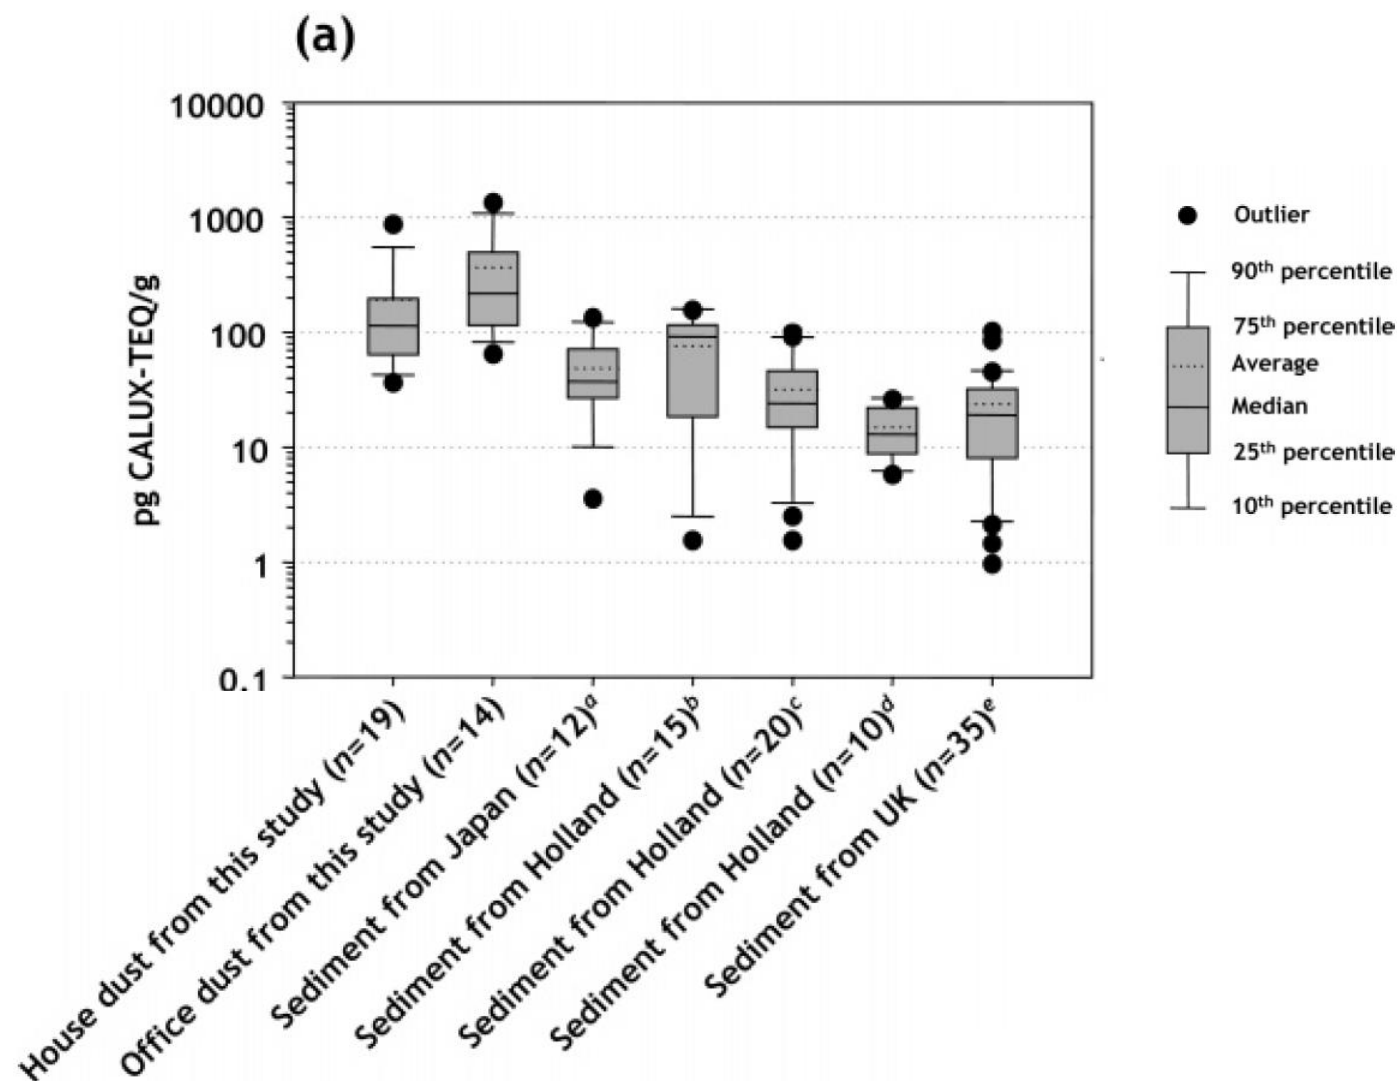 (a)
10000
1000
100
10
1
0.1
pg CALUX-TEQ/g
House dust from this study (n=19)
Office dust from this study (n=14)
Sediment from Japan (n=12)a
Sediment from Holland (n=15)b
Sediment from Holland (n=20)c
Sediment from Holland (n=10)d
Sediment from UK (n=35)e
Outlier
90th percentile
75th percentile
Average
Median
25th percentile
10th percentile